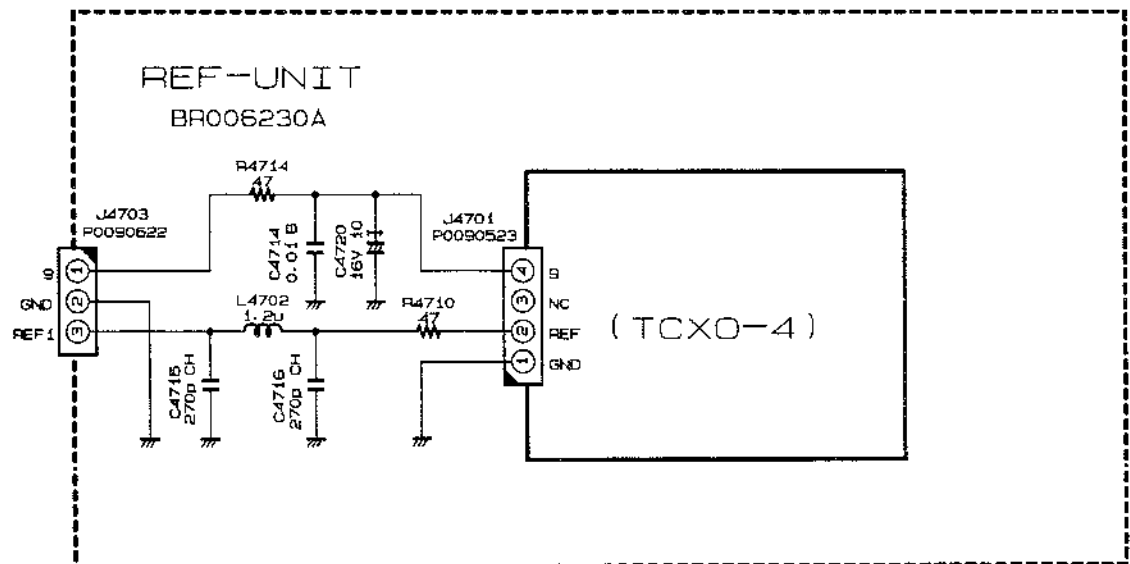 REF-UNIT
BR006230A
R4714
47
J4703
P0090622
C4714
0.01 B
C4720
16V 10
J4701
P0090523
1
2
3
GND
REF1
L4702
1.2u
R4710
47
C4715
270p CH
C4716
270p CH
4
3
2
1
9
NC
REF
GND
(TCXO-4)